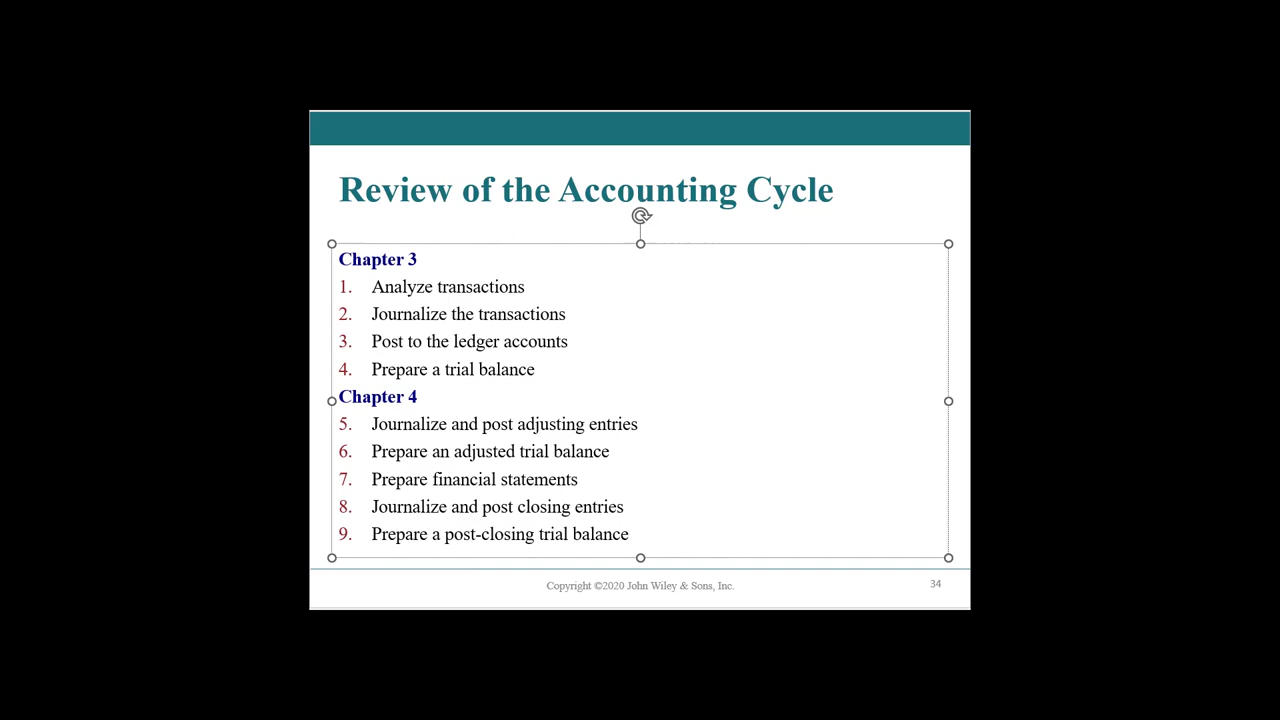 Review of the Accounting Cycle
Chapter 3
1. Analyze transactions
2. Journalize the transactions
3. Post to the ledger accounts
4. Prepare a trial balance
Chapter 4
5. Journalize and post adjusting entries
6. Prepare an adjusted trial balance
7. Prepare financial statements
8. Journalize and post closing entries
9. Prepare a post-closing trial balance
Copyright ©2020 John Wiley & Sons, Inc.
34